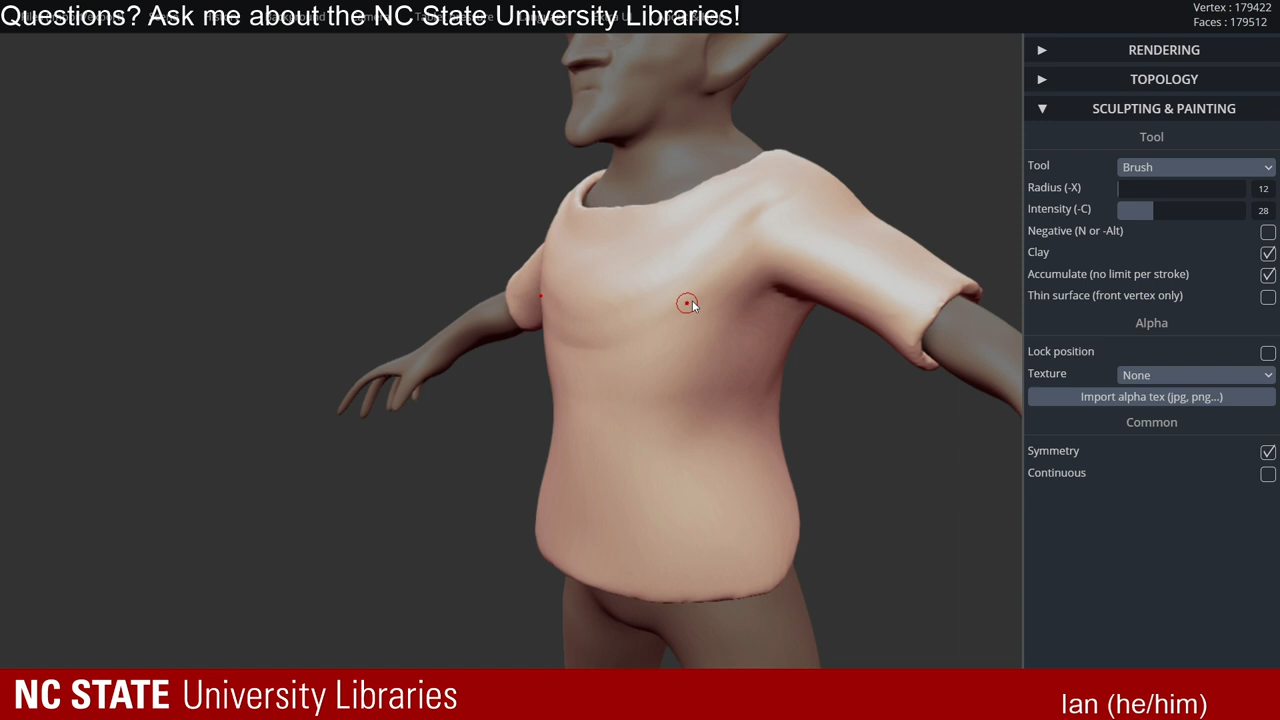 Questions? Ask me about the NC State University Libraries!
Vertex : 179422
Faces : 179512
RENDERING
TOPOLOGY
SCULPTING & PAINTING
Tool
Tool Brush
Radius (-X) 12
Intensity (-C) 28
Negative (N or -Alt)
Clay
Accumulate (no limit per stroke)
Thin surface (front vertex only)
Alpha
Lock position
Texture None
Import alpha tex (jpg, png...)
Common
Symmetry
Continuous
NC STATE University Libraries
Ian (he/him)